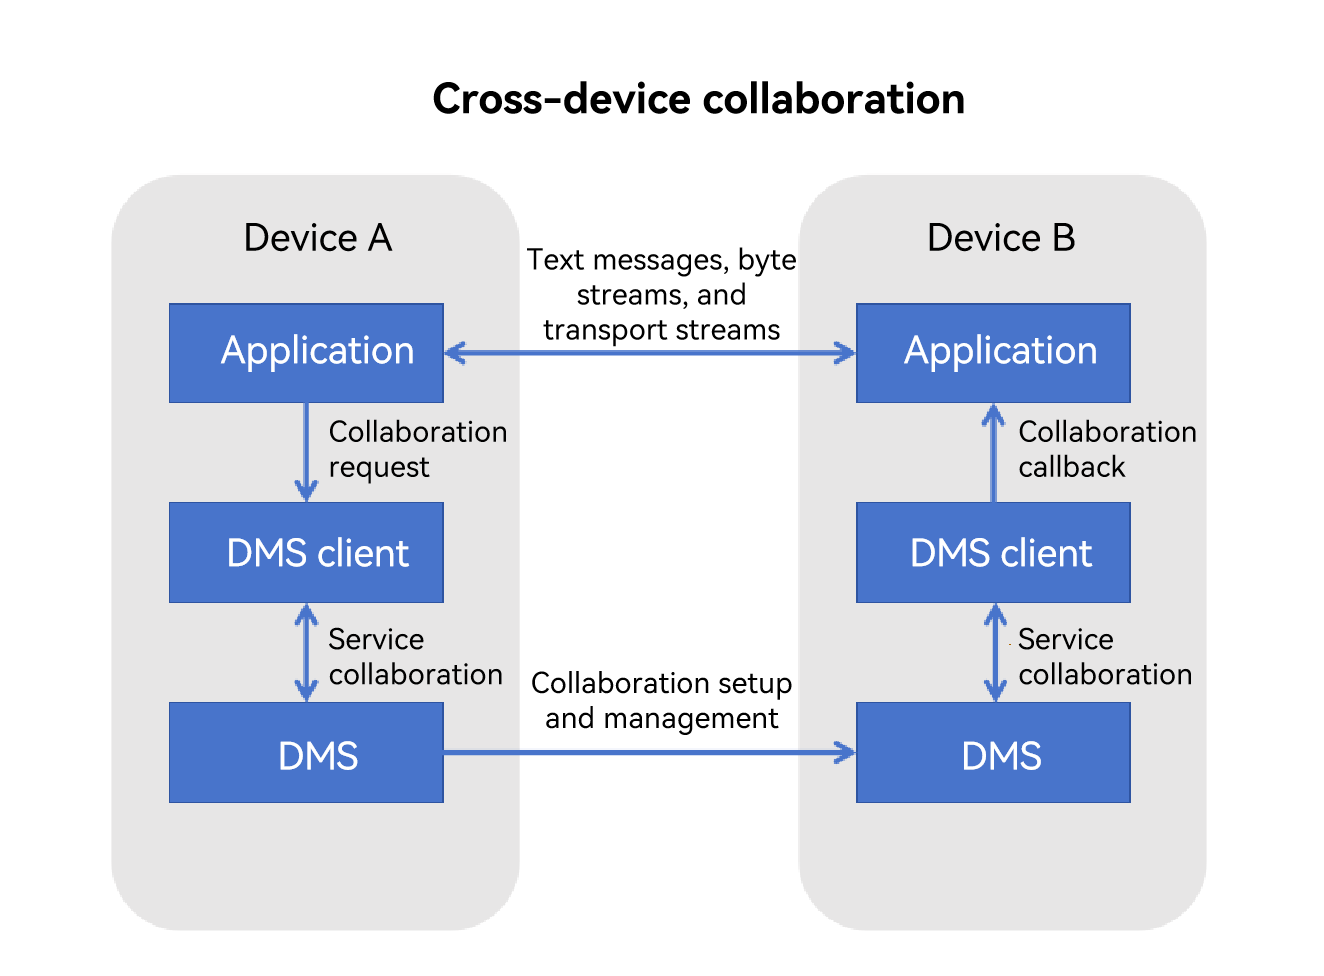 Cross-device collaboration
Device A
Device B
Text messages, byte
streams, and
transport streams
Application
Application
Collaboration
request
Collaboration
callback
DMS client
DMS client
Service
collaboration
Service
collaboration
Collaboration setup
and management
DMS
DMS